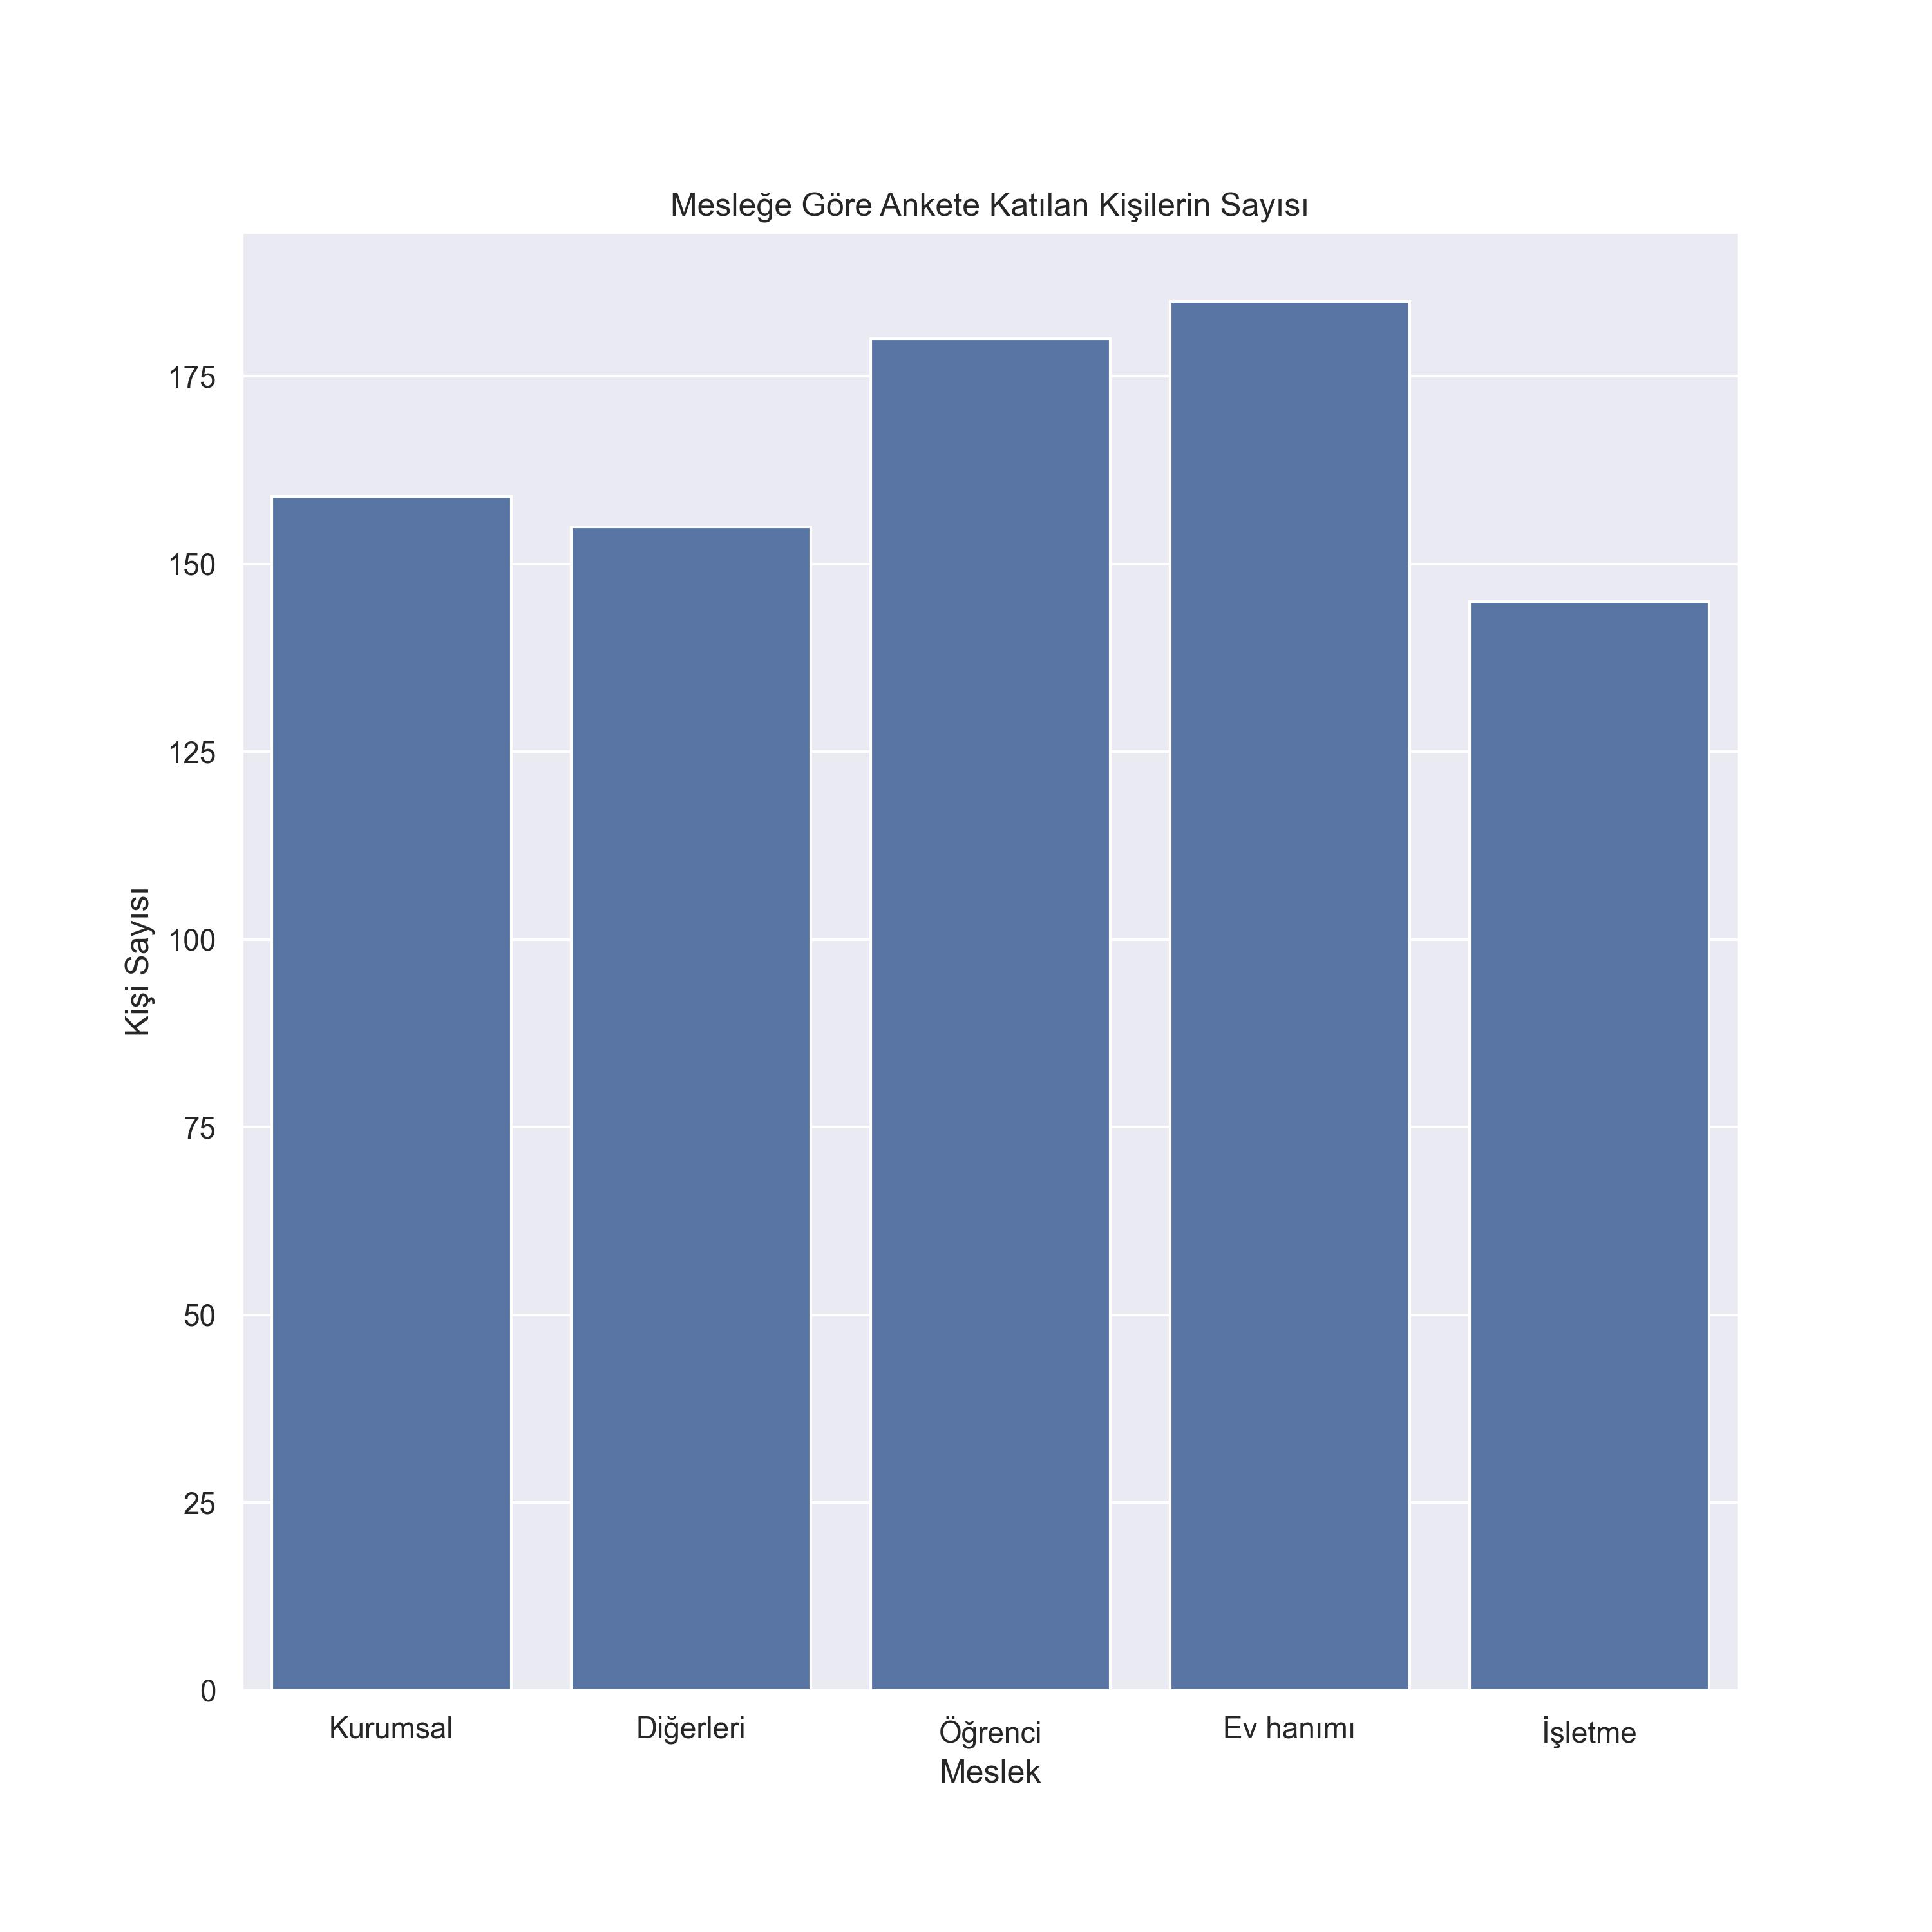 Mesleğe Göre Ankete Katılan Kişilerin Sayısı
Kişi Sayısı
175
150
125
100
75
50
25
0
Kurumsal Diğerleri Öğrenci Ev hanımı İşletme
Meslek